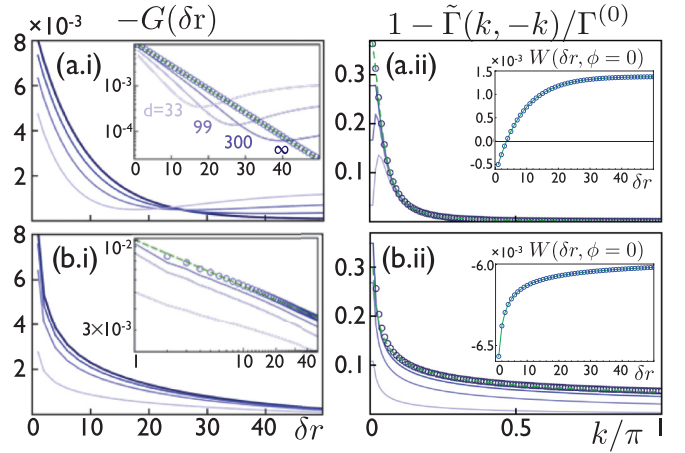 −G(δr)
1 − Γ̃(k, −k)/Γ⁽⁰⁾
×10⁻³
8
6
4
2
(a.i)
10⁻³
10⁻⁴
d=33
99
300
∞
0 10 20 30 40
0.3
0.2
0.1
(a.ii)
×10⁻³ W(δr, ϕ = 0)
1.5
1.0
0.5
0.0
-0.5
10 20 30 40 δr
8
6
4
2
(b.i)
10⁻²
3×10⁻³
1 10 20 40
0 20 40 δr
0.3
0.2
0.1
(b.ii)
×10⁻³ W(δr, ϕ = 0)
-6.0
-6.5
0 10 20 30 40 δr
0 0.5 k/π 1